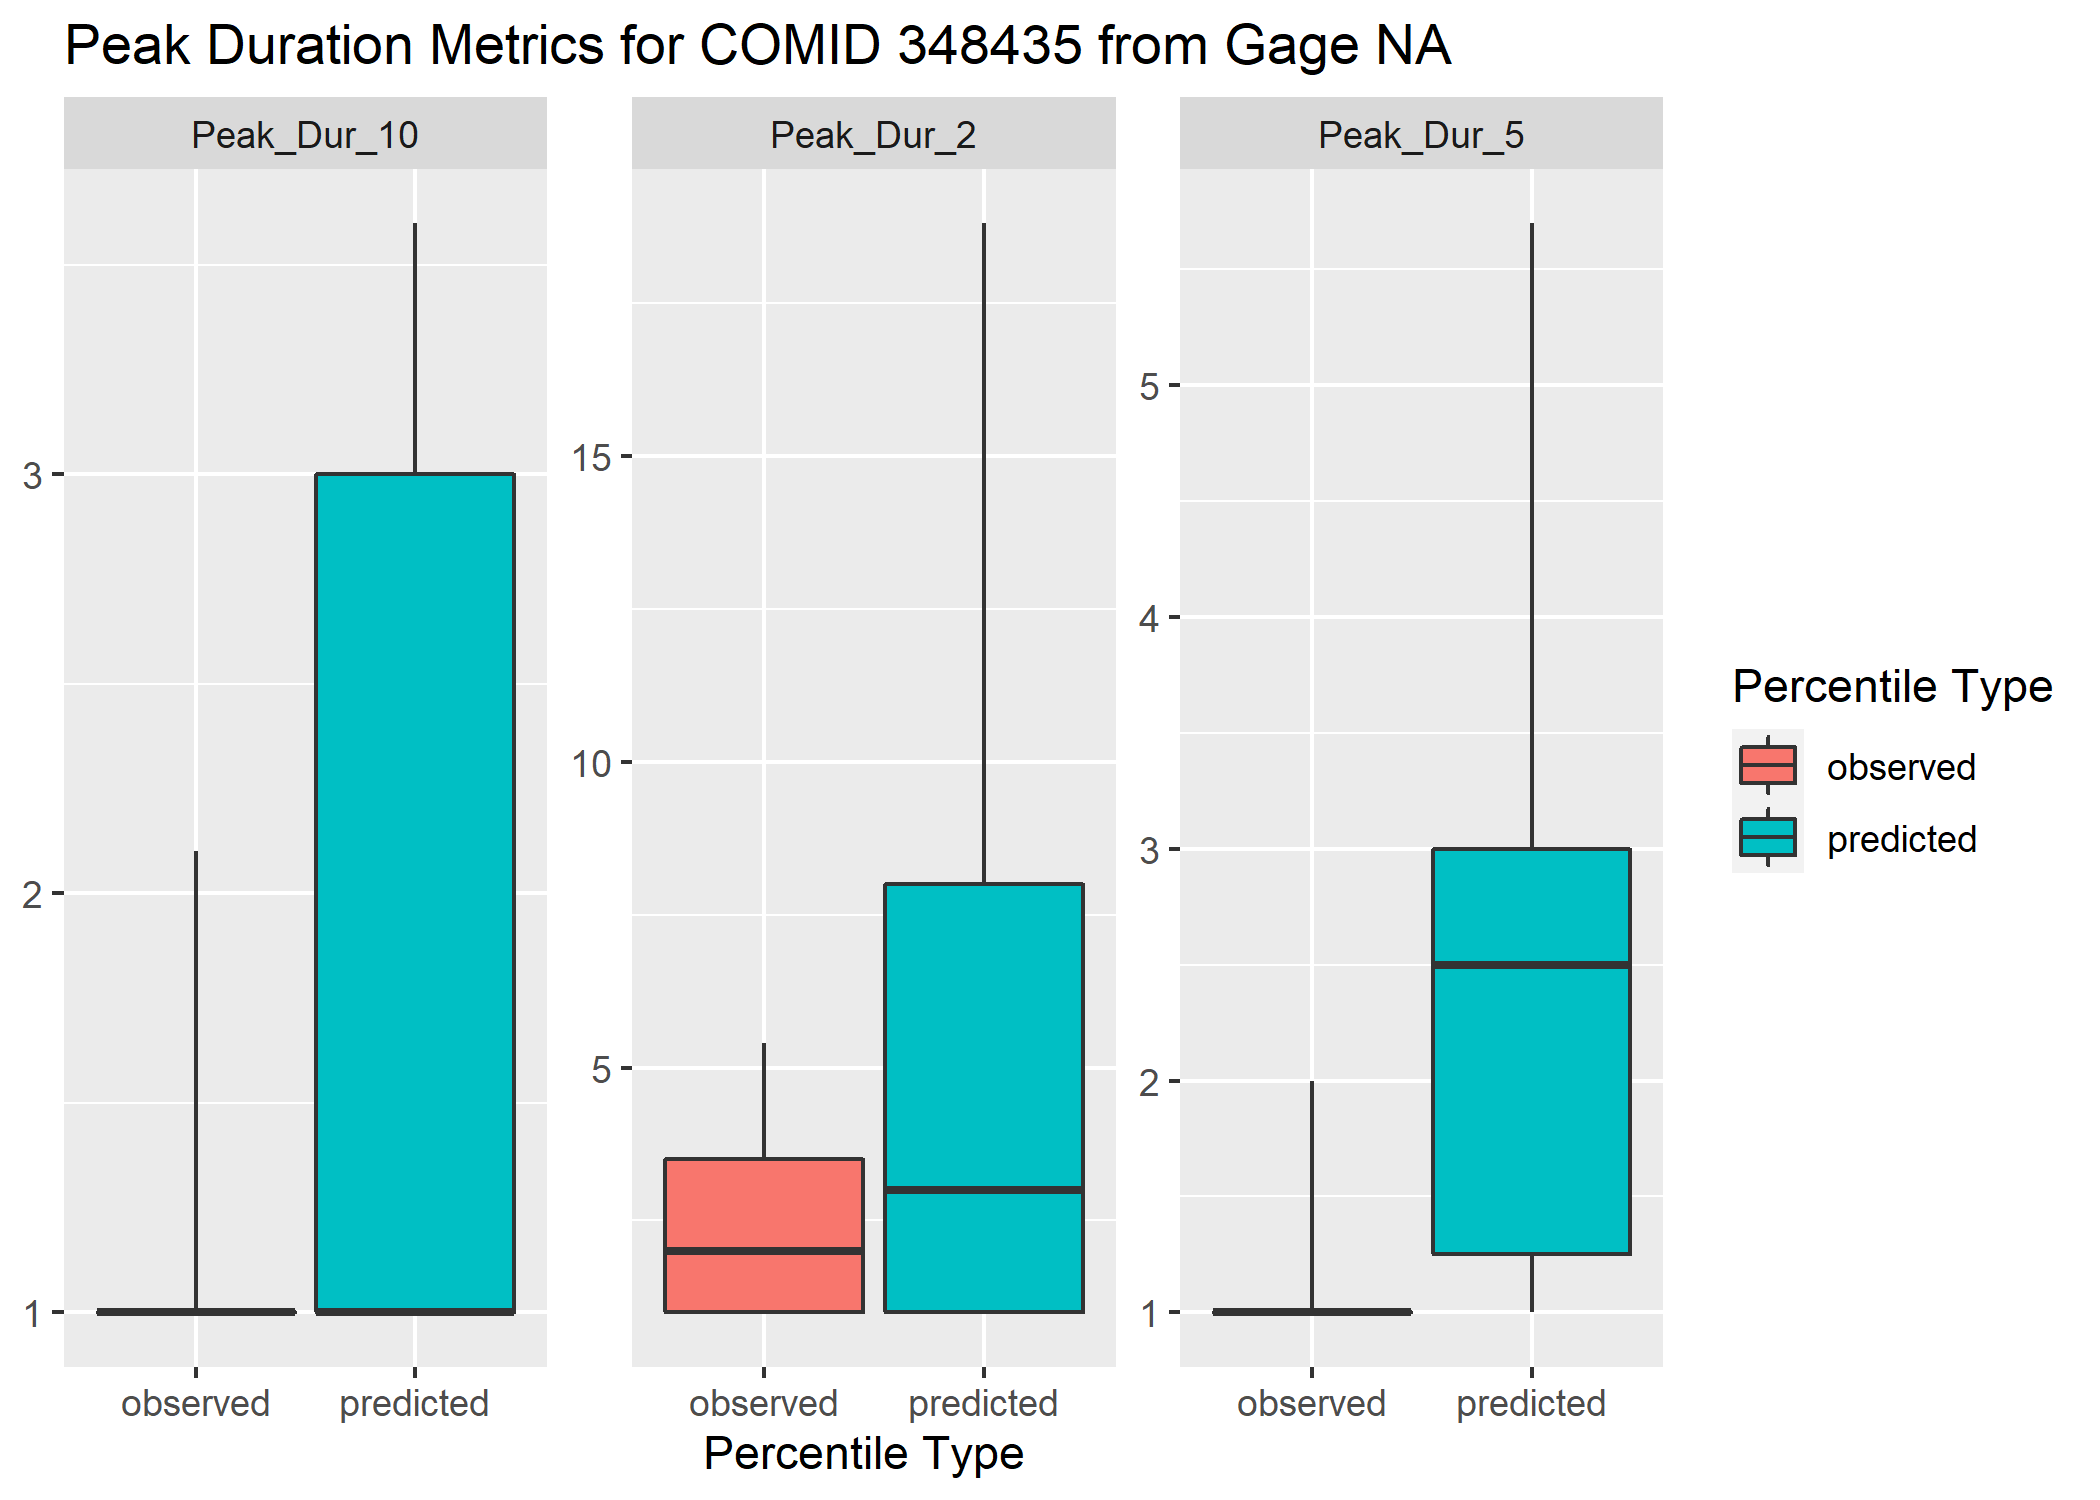 Peak Duration Metrics for COMID 348435 from Gage NA
Peak_Dur_10 Peak_Dur_2 Peak_Dur_5
3
2
1
15
10
5
5
4
3
2
1
observed predicted observed predicted observed predicted
Percentile Type
Percentile Type
observed
predicted